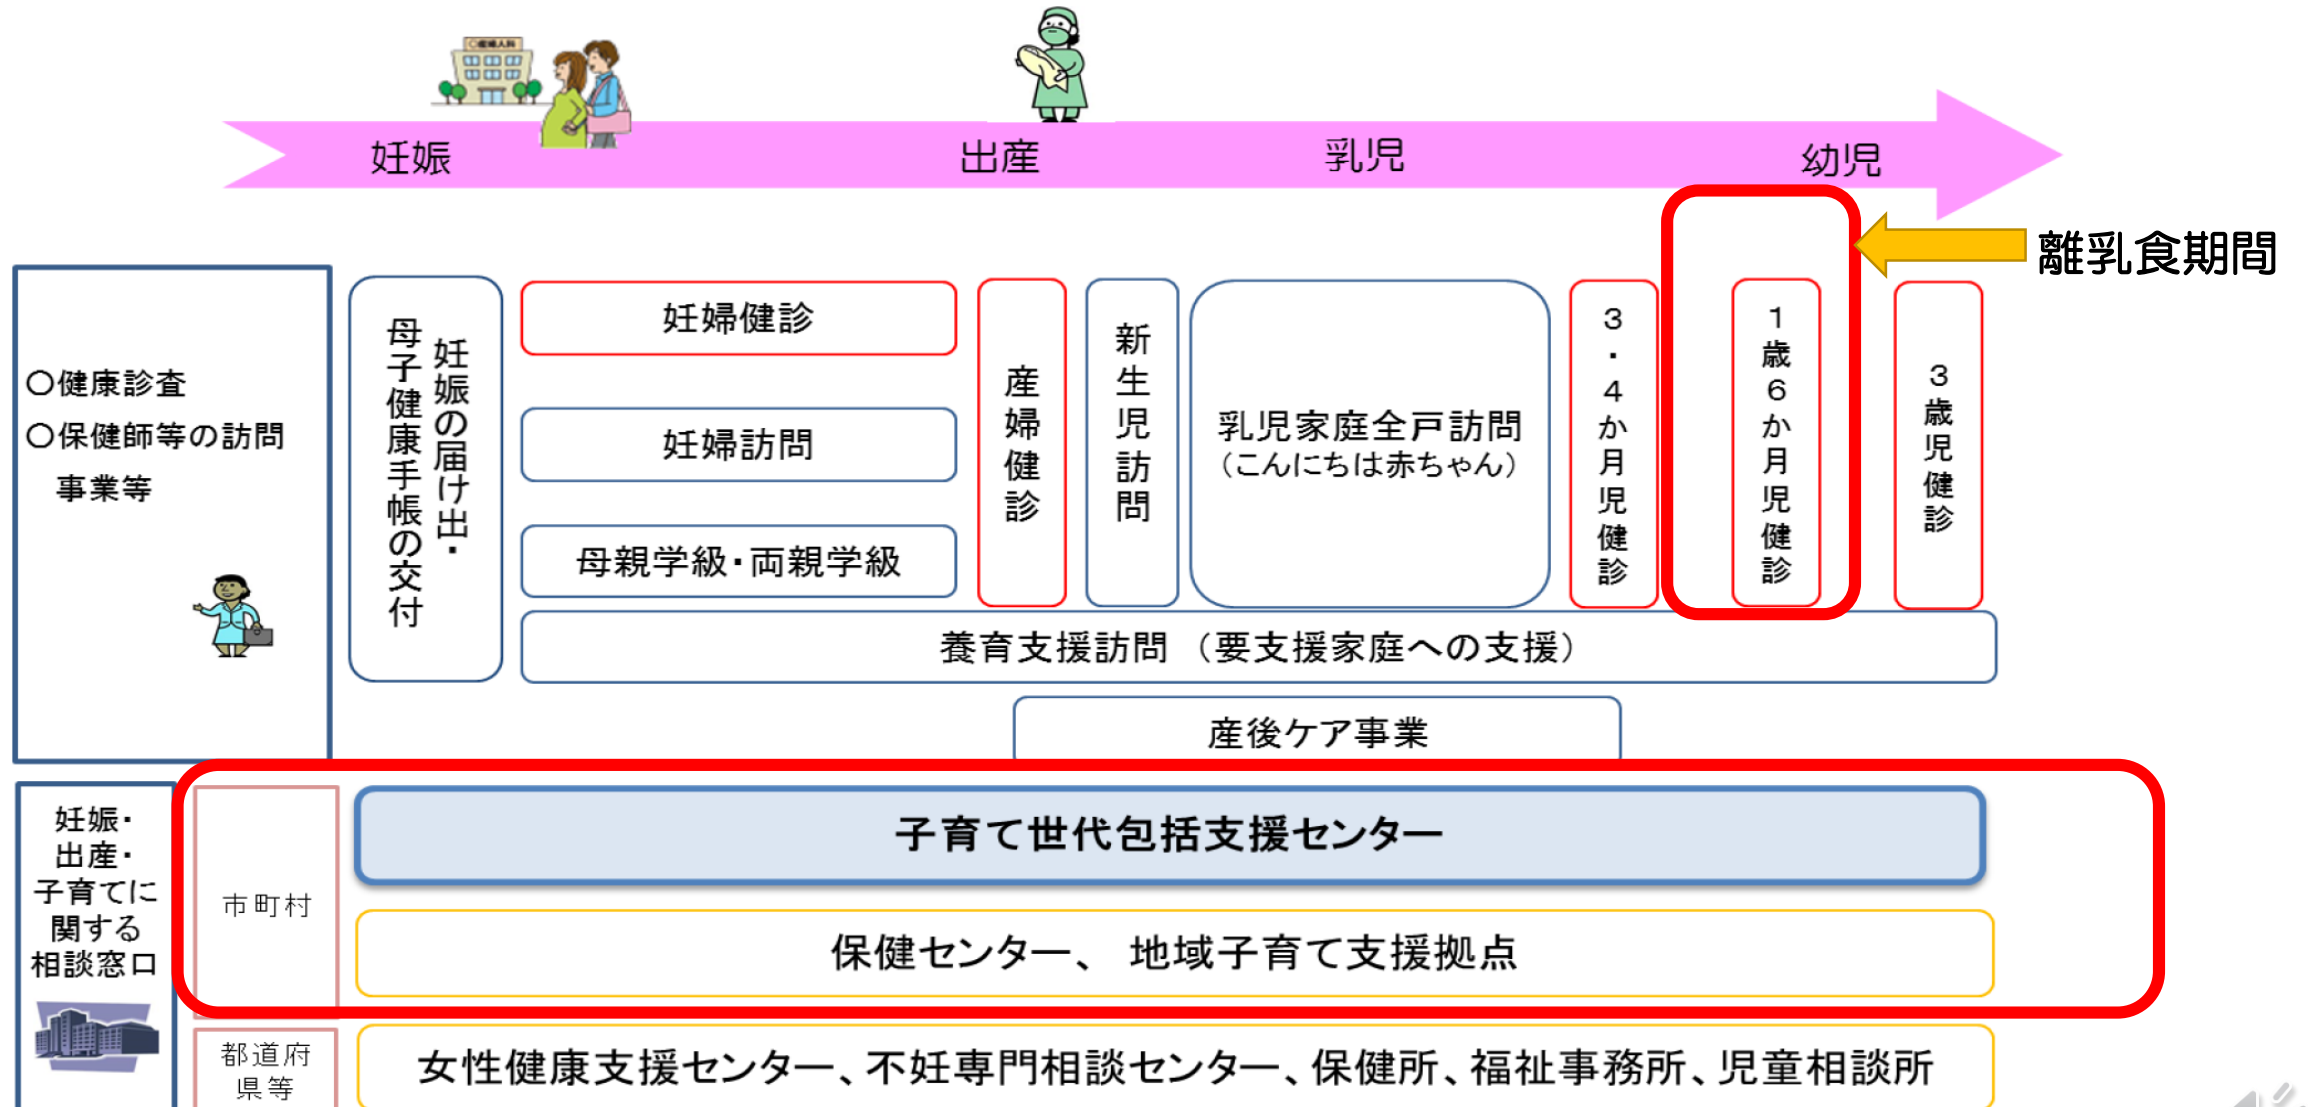 〇産婦人科
妊娠
出産
乳児
幼児
離乳食期間
〇健康診査
〇保健師等の訪問
事業等
妊娠の届け出・
母子健康手帳の交付
妊婦健診
妊婦訪問
母親学級・両親学級
産婦健診
新生児訪問
乳児家庭全戸訪問
（こんにちは赤ちゃん）
３・４か月児健診
１歳６か月児健診
３歳児健診
養育支援訪問 （要支援家庭への支援）
産後ケア事業
妊娠・
出産・
子育てに
関する
相談窓口
市町村
子育て世代包括支援センター
保健センター、 地域子育て支援拠点
都道府
県等
女性健康支援センター、不妊専門相談センター、保健所、福祉事務所、児童相談所